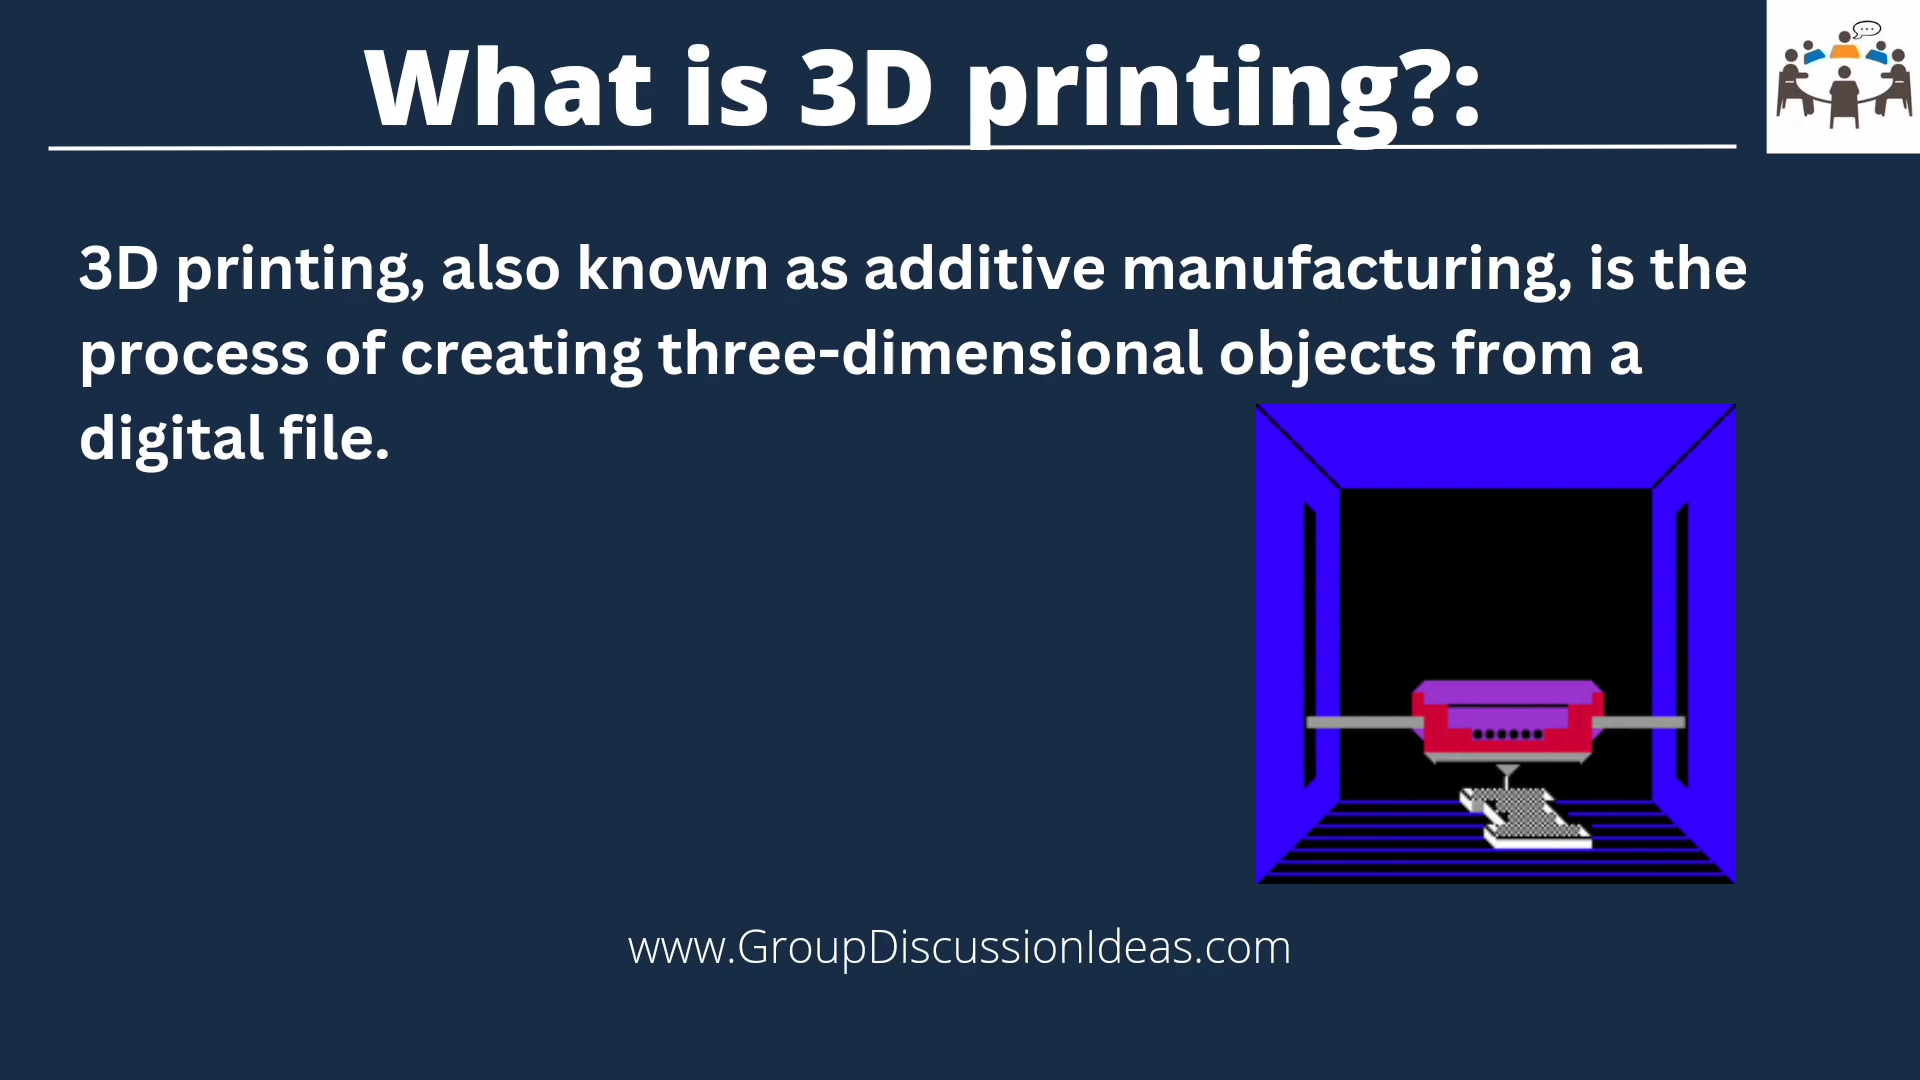 What is 3D printing?:
3D printing, also known as additive manufacturing, is the
process of creating three-dimensional objects from a
digital file.
www.GroupDiscussionIdeas.com